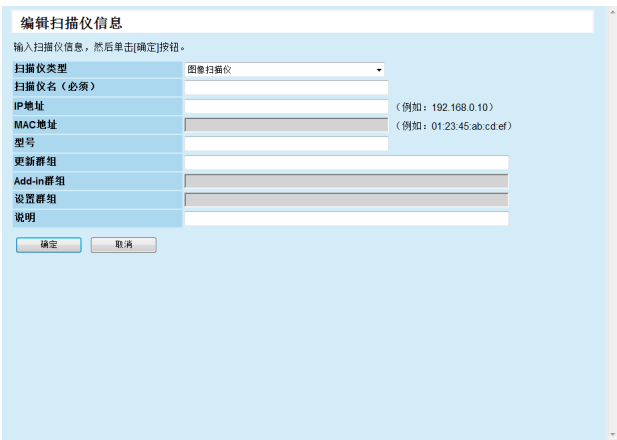 编辑扫描仪信息
输入扫描仪信息，然后单击[确定]按钮。
扫描仪类型 图像扫描仪
扫描仪名（必须）
IP地址 （例如：192.168.0.10）
MAC地址 （例如：01:23:45:ab:cd:ef）
型号
更新群组
Add-in群组
设置群组
说明
确定 取消